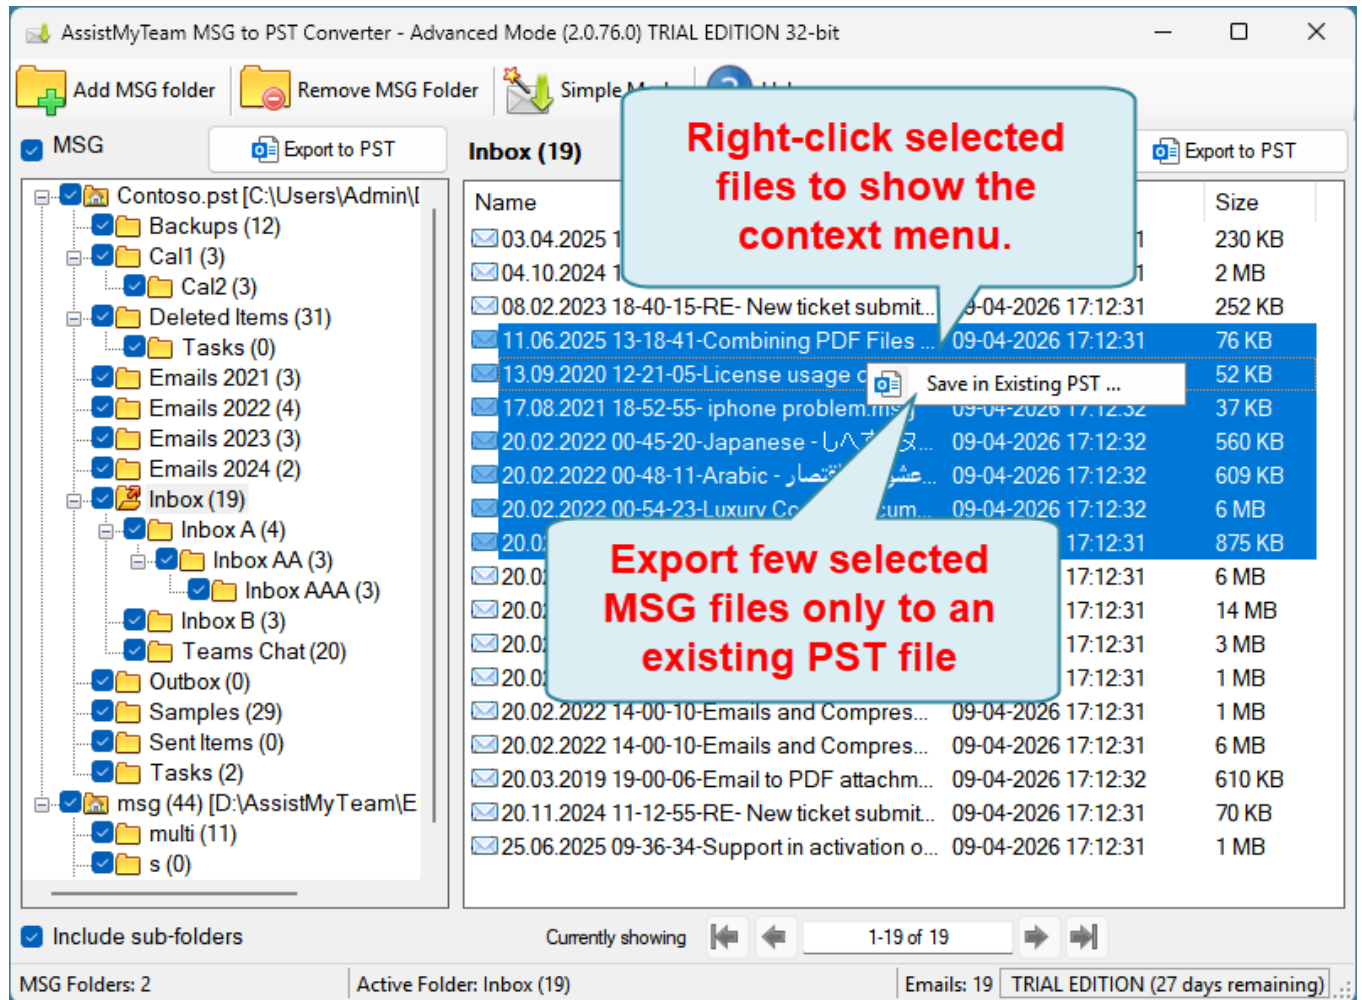 AssistMyTeam MSG to PST Converter - Advanced Mode (2.0.76.0) TRIAL EDITION 32-bit
Add MSG folder
Remove MSG Folder
Simple
MSG
Export to PST
Contoso.pst [C:\Users\Admin\
Backups (12)
Cal1 (3)
Cal2 (3)
Deleted Items (31)
Tasks (0)
Emails 2021 (3)
Emails 2022 (4)
Emails 2023 (3)
Emails 2024 (2)
Inbox (19)
Inbox A (4)
Inbox AA (3)
Inbox AAA (3)
Inbox B (3)
Teams Chat (20)
Outbox (0)
Samples (29)
Sent Items (0)
Tasks (2)
msg (44) [D:\AssistMyTeam\E
multi (11)
s (0)
Include sub-folders
Inbox (19)
Export to PST
Right-click selected
files to show the
context menu.
Name Size
03.04.2025 1 230 KB
04.10.2024 1 2 MB
08.02.2023 18-40-15-RE- New ticket submit... 09-04-2026 17:12:31 252 KB
11.06.2025 13-18-41-Combining PDF Files ... 09-04-2026 17:12:31 76 KB
13.09.2020 12-21-05-License usage 52 KB
Save in Existing PST ...
17.08.2021 18-52-55- iphone problem.msg 09-04-2026 17:12:32 37 KB
20.02.2022 00-45-20-Japanese - 09-04-2026 17:12:32 560 KB
20.02.2022 00-48-11-Arabic - 09-04-2026 17:12:32 609 KB
20.02.2022 00-54-23-Luxury 09-04-2026 17:12:32 6 MB
17:12:31 875 KB
17:12:31 6 MB
17:12:31 14 MB
17:12:31 3 MB
17:12:31 1 MB
Export few selected
MSG files only to an
existing PST file
20.02.2022 14-00-10-Emails and Compres... 09-04-2026 17:12:31 1 MB
20.02.2022 14-00-10-Emails and Compres... 09-04-2026 17:12:31 6 MB
20.03.2019 19-00-06-Email to PDF attachm... 09-04-2026 17:12:32 610 KB
20.11.2024 11-12-55-RE- New ticket submit... 09-04-2026 17:12:31 70 KB
25.06.2025 09-36-34-Support in activation o... 09-04-2026 17:12:31 1 MB
Currently showing 1-19 of 19
MSG Folders: 2
Active Folder: Inbox (19)
Emails: 19
TRIAL EDITION (27 days remaining)